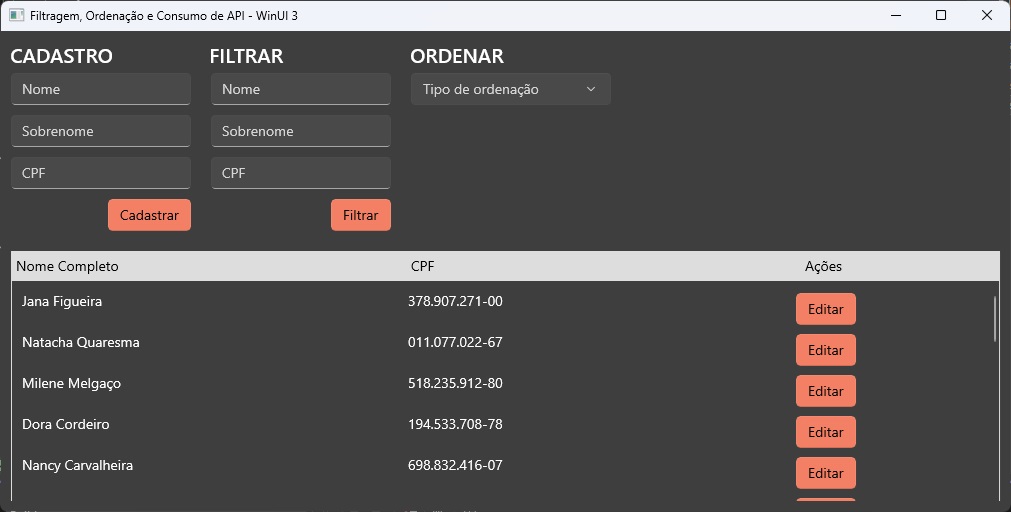 Filtragem, Ordenação e Consumo de API - WinUI 3
CADASTRO FILTRAR ORDENAR
Nome Nome Tipo de ordenação
Sobrenome Sobrenome
CPF CPF
Cadastrar Filtrar
Nome Completo CPF Ações
Jana Figueira 378.907.271-00 Editar
Natacha Quaresma 011.077.022-67 Editar
Milene Melgaço 518.235.912-80 Editar
Dora Cordeiro 194.533.708-78 Editar
Nancy Carvalheira 698.832.416-07 Editar